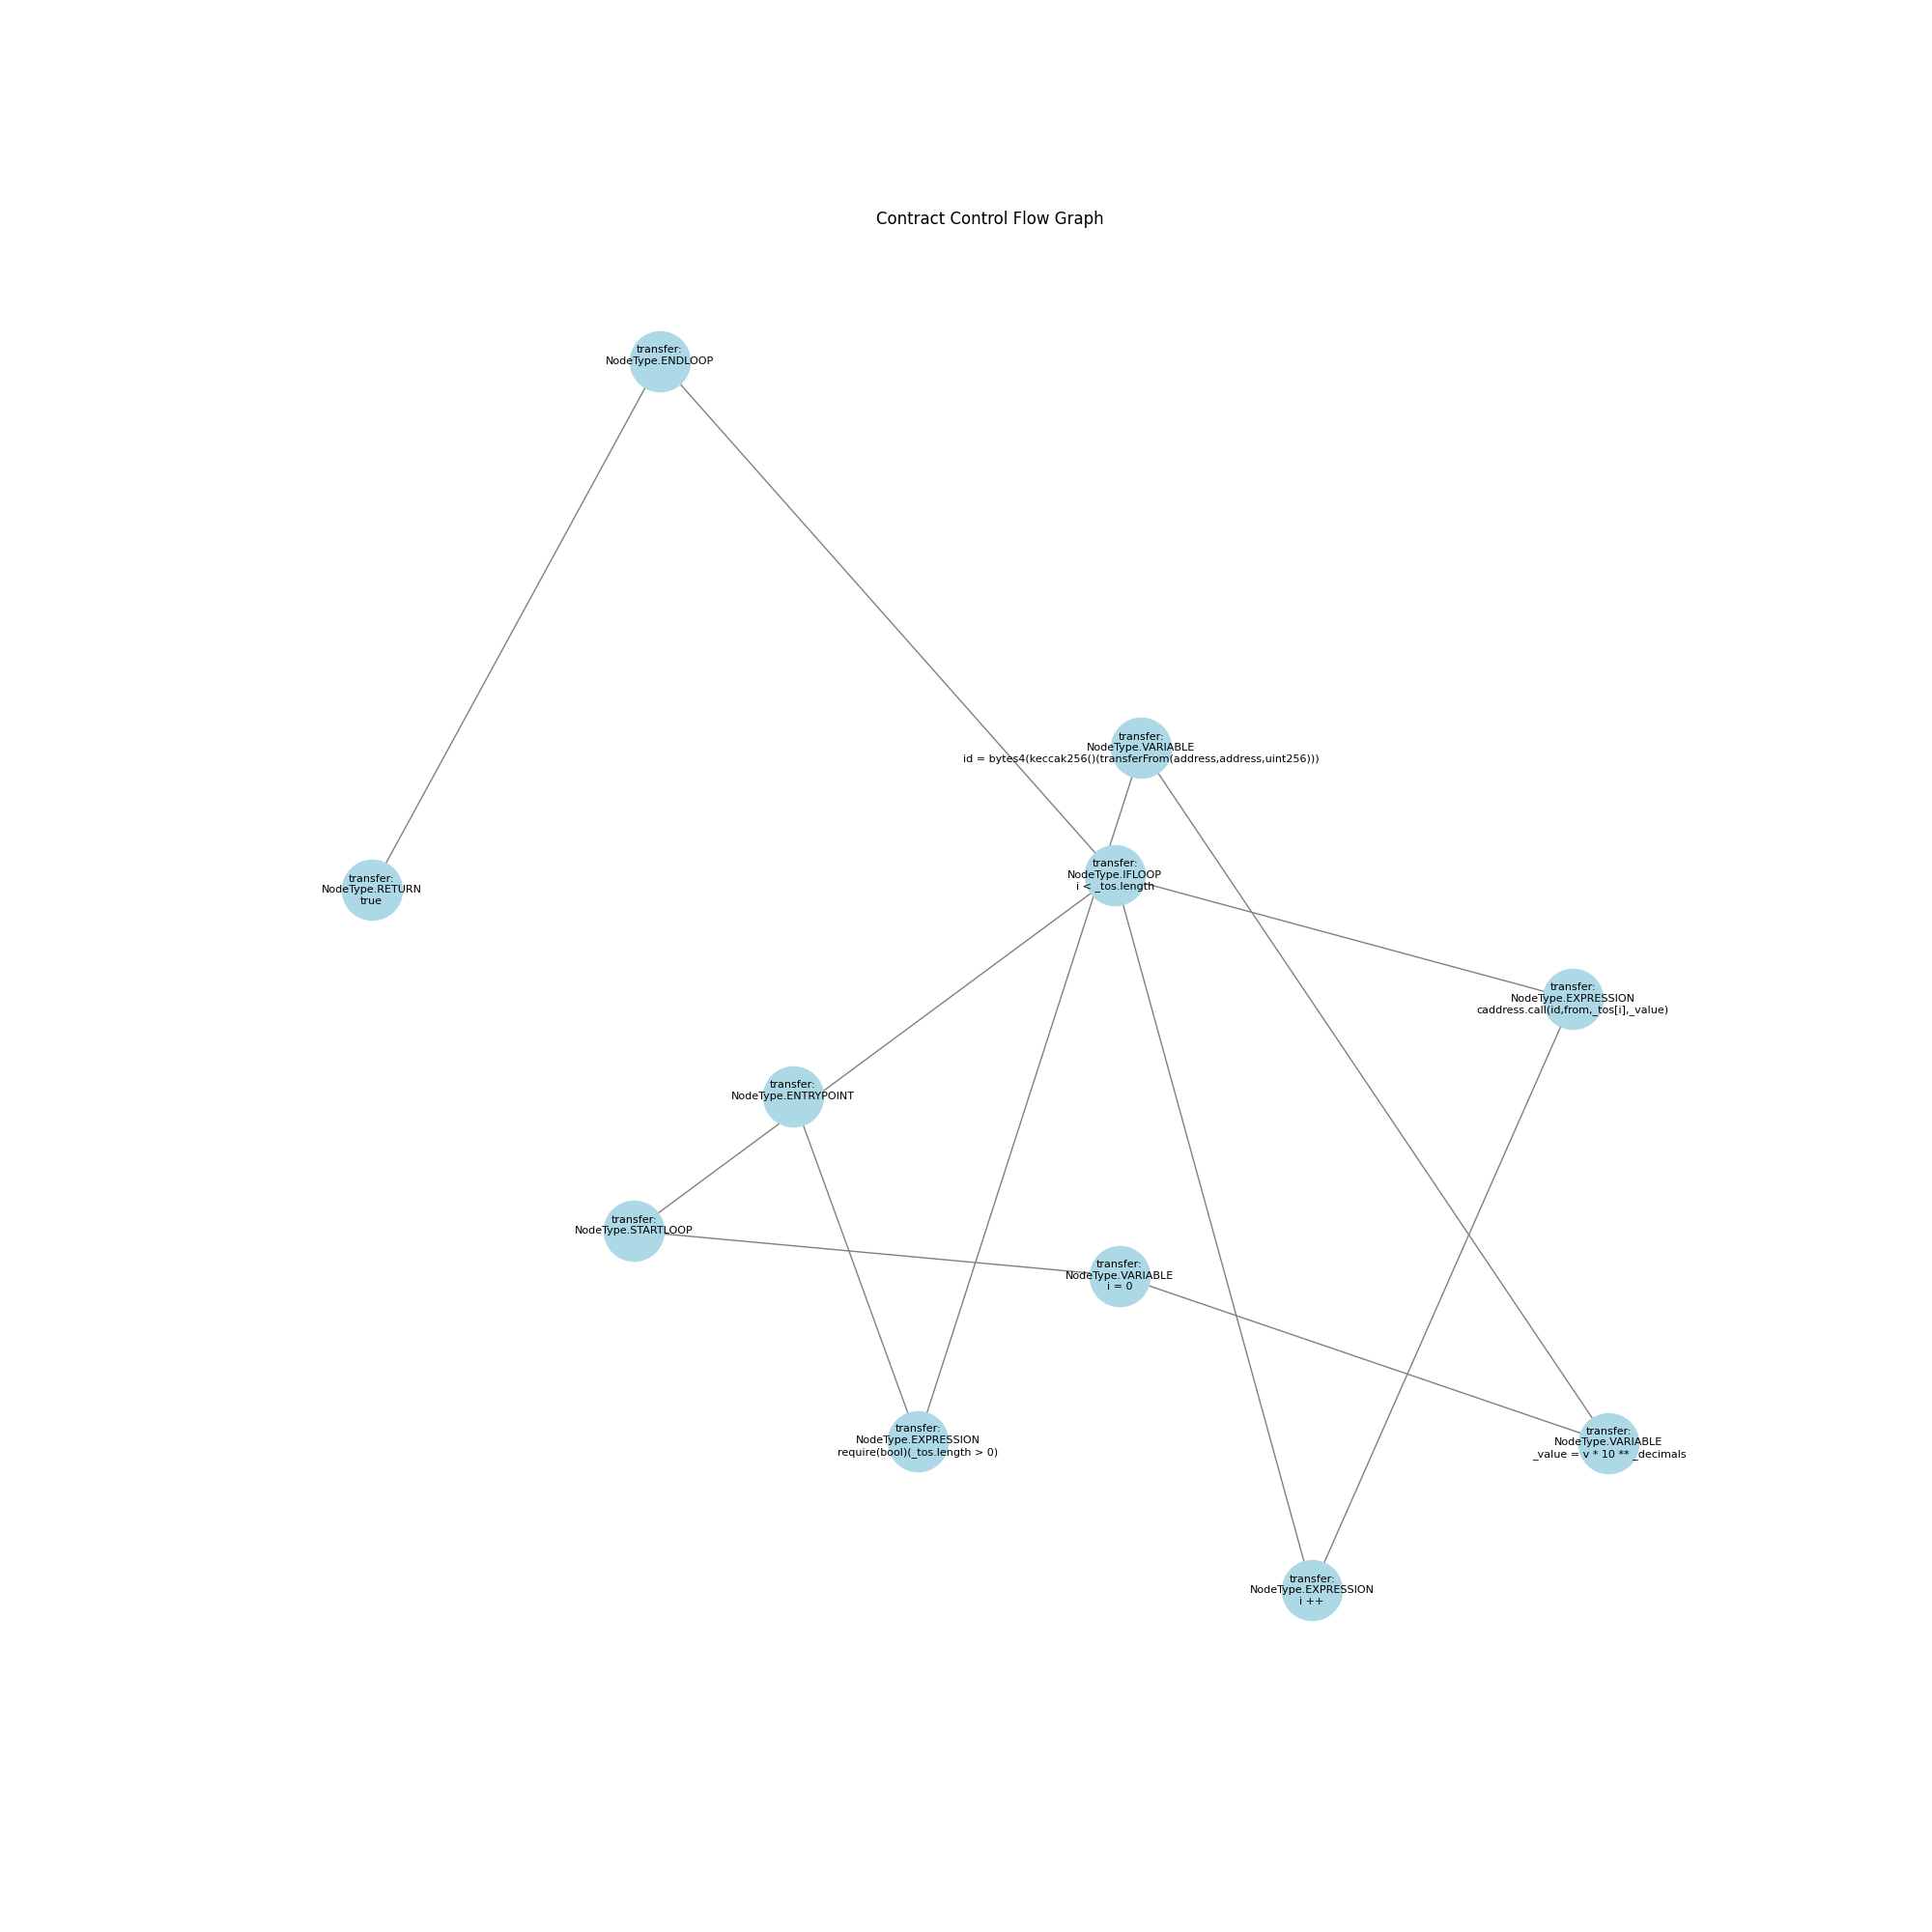 Contract Control Flow Graph
transfer:
NodeType.ENDLOOP
transfer:
NodeType.VARIABLE
id = bytes4(keccak256()(transferFrom(address,address,uint256)))
transfer:
NodeType.IFLOOP
i < _tos.length
transfer:
NodeType.RETURN
true
transfer:
NodeType.EXPRESSION
caddress.call(id,from,_tos[i],_value)
transfer:
NodeType.ENTRYPOINT
transfer:
NodeType.STARTLOOP
transfer:
NodeType.VARIABLE
i = 0
transfer:
NodeType.EXPRESSION
require(bool)(_tos.length > 0)
transfer:
NodeType.VARIABLE
_value = v * 10 ** _decimals
transfer:
NodeType.EXPRESSION
i ++